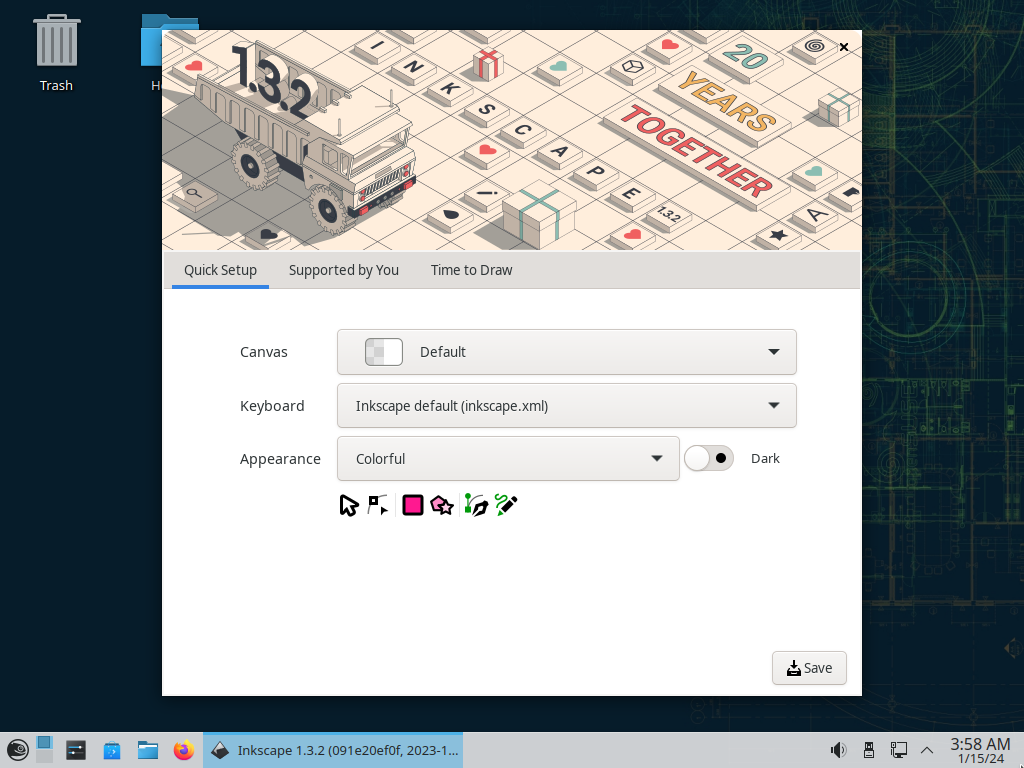 Trash
1.3.2
INKSCAPE
1.3.2
20
YEARS
TOGETHER
A
Quick Setup
Supported by You
Time to Draw
Canvas
Default
Keyboard
Inkscape default (inkscape.xml)
Appearance
Colorful
Dark
Save
Inkscape 1.3.2 (091e20ef0f, 2023-1...
3:58 AM
1/15/24